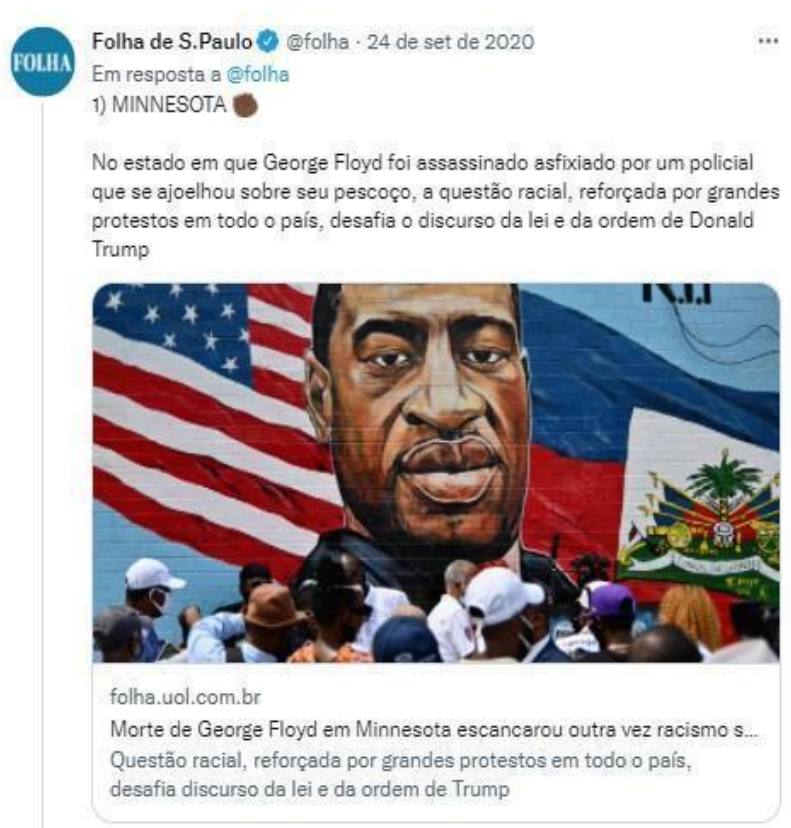 FOLHA
Folha de S.Paulo @folha · 24 de set de 2020
Em resposta a @folha
1) MINNESOTA ✊🏾
No estado em que George Floyd foi assassinado asfixiado por um policial
que se ajoelhou sobre seu pescoço, a questão racial, reforçada por grandes
protestos em todo o país, desafia o discurso da lei e da ordem de Donald
Trump
R.I.P
folha.uol.com.br
Morte de George Floyd em Minnesota escancarou outra vez racismo s...
Questão racial, reforçada por grandes protestos em todo o país,
desafia discurso da lei e da ordem de Trump